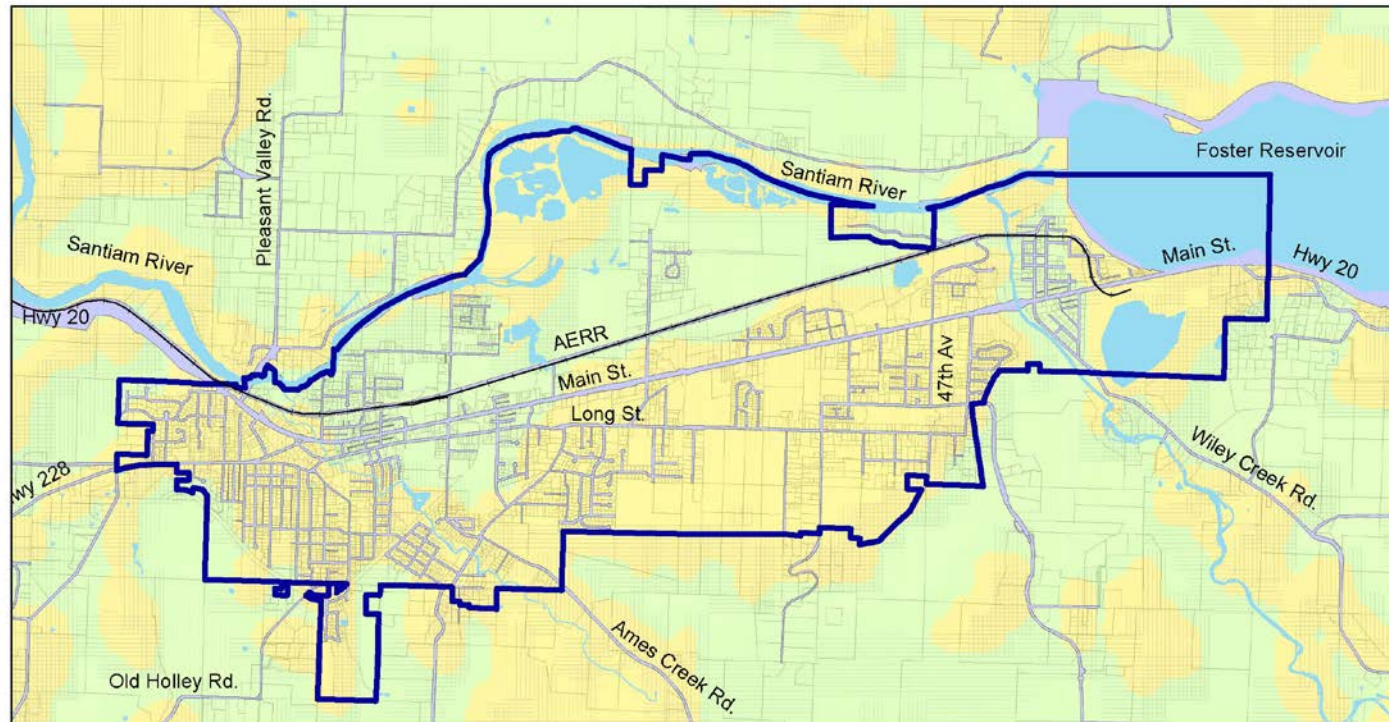 Foster Reservoir
Pleasant Valley Rd.
Santiam River
Santiam River
Main St.
Hwy 20
Hwy 20
AERR
Main St.
47th Av
Long St.
wy 228
Wiley Creek Rd.
Ames Creek Rd.
Old Holley Rd.